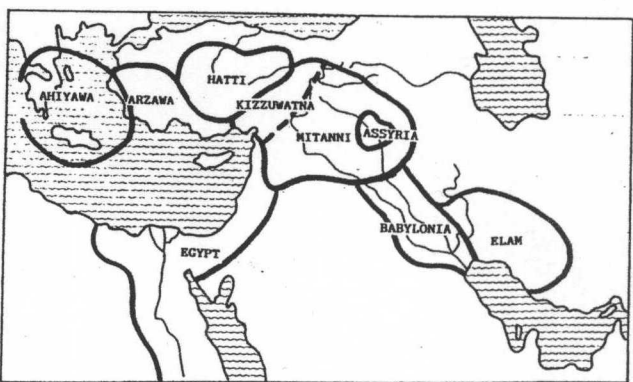 HATTI
AHIYAWA
ARZAWA
KIZZUWATNA
MITANNI
ASSYRIA
BABYLONIA
ELAM
EGYPT